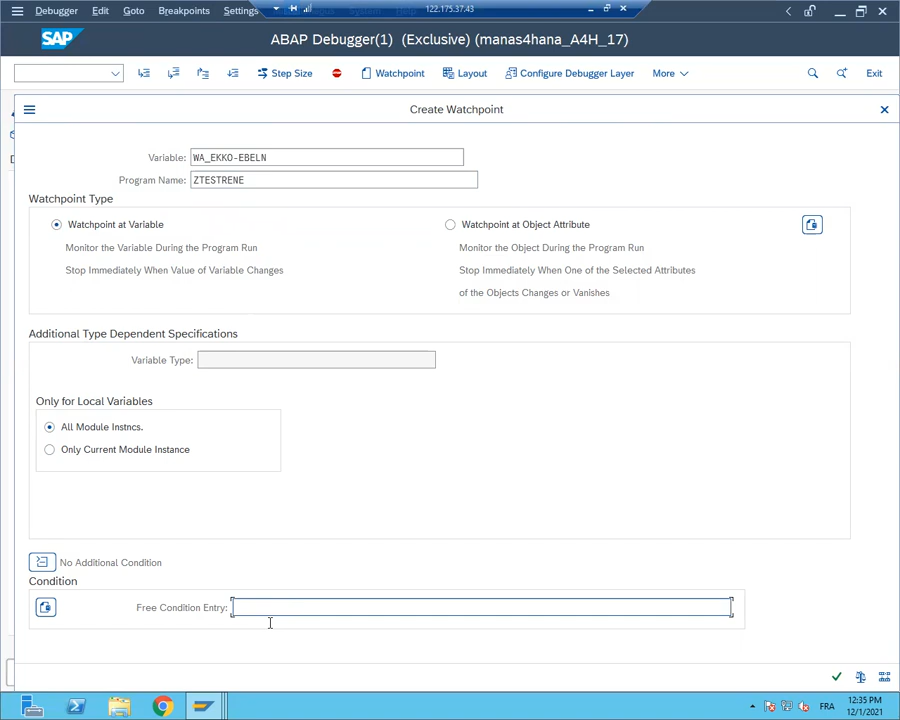 Debugger Edit Goto Breakpoints Settings 122.175.37.43
SAP ABAP Debugger(1) (Exclusive) (manas4hana_A4H_17)
Step Size Watchpoint Layout Configure Debugger Layer More Exit
Create Watchpoint
Variable: WA_EKKO-EBELN
Program Name: ZTESTRENE
Watchpoint Type
Watchpoint at Variable Watchpoint at Object Attribute
Monitor the Variable During the Program Run Monitor the Object During the Program Run
Stop Immediately When Value of Variable Changes Stop Immediately When One of the Selected Attributes
of the Objects Changes or Vanishes
Additional Type Dependent Specifications
Variable Type:
Only for Local Variables
All Module Instncs.
Only Current Module Instance
No Additional Condition
Condition
Free Condition Entry:
FRA 12:35 PM
12/1/2021